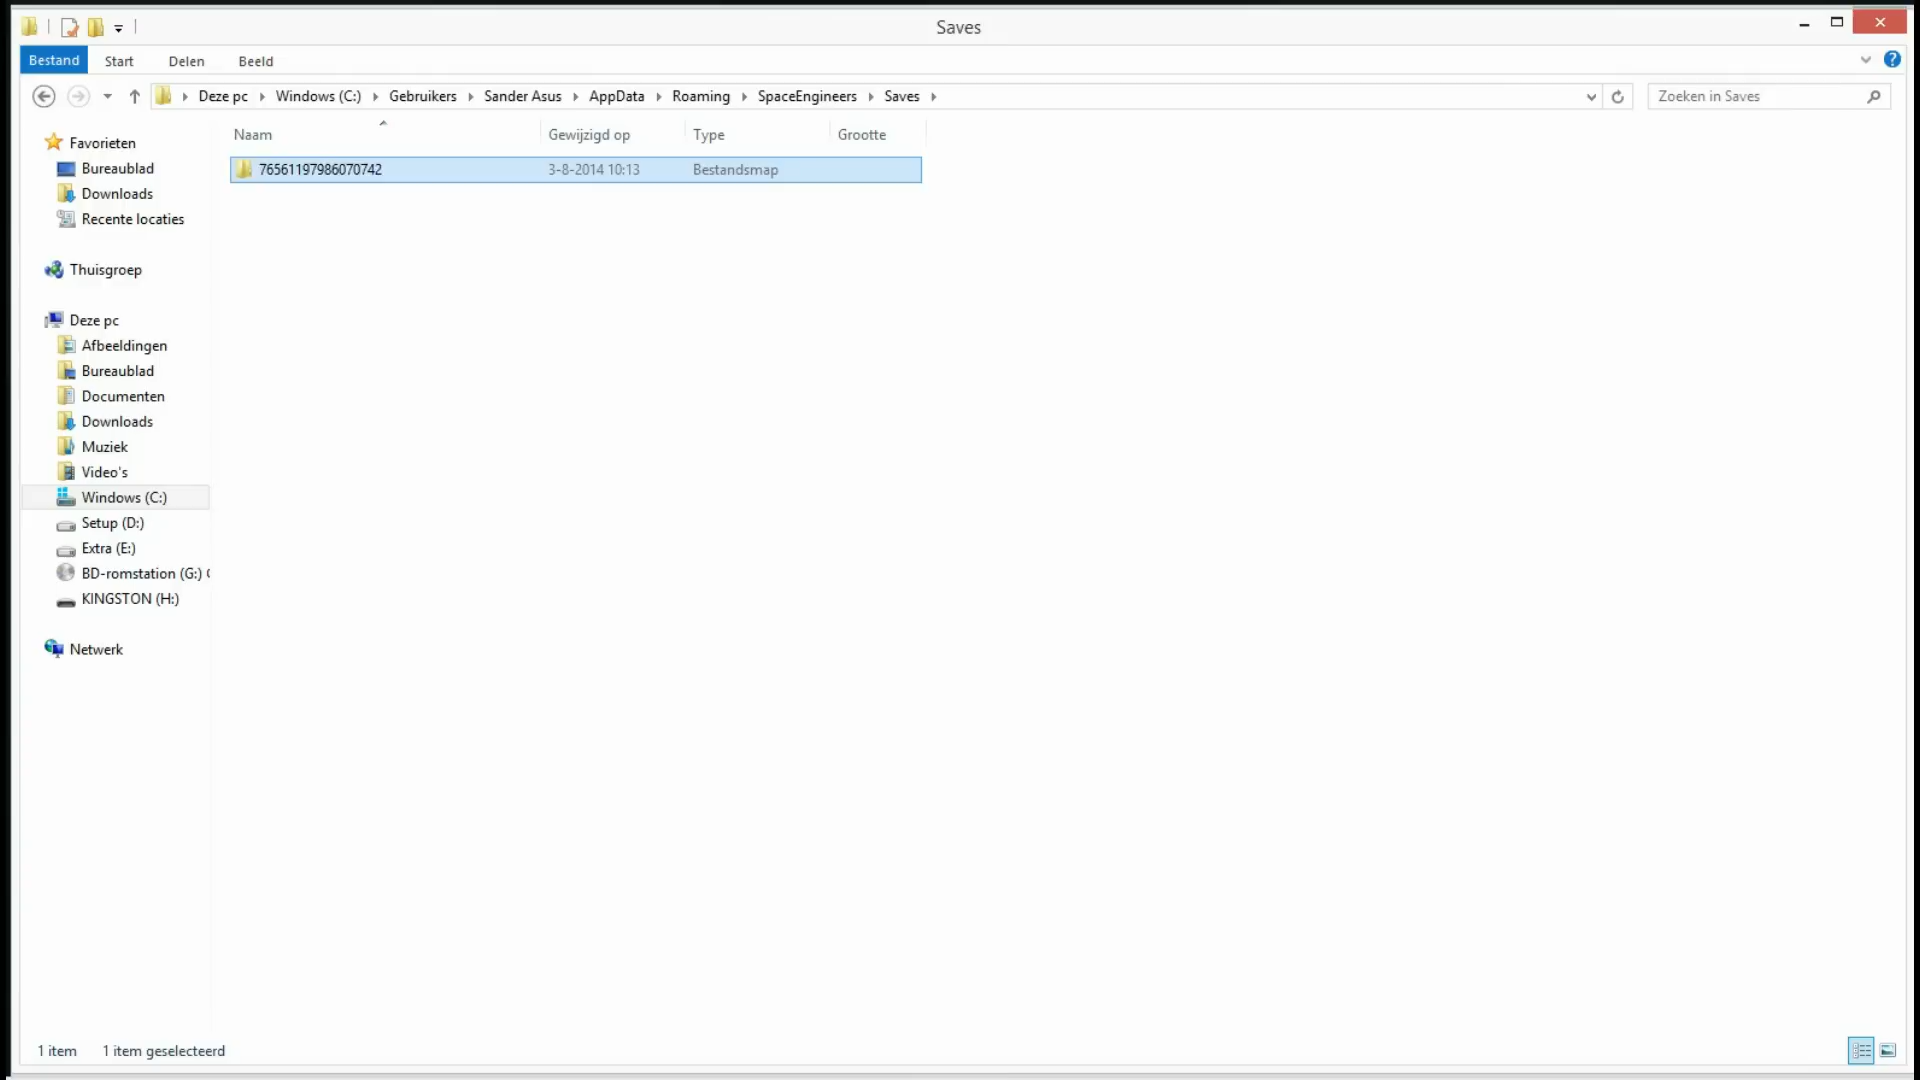 Saves
Bestand Start Delen Beeld
Deze pc Windows (C:) Gebruikers Sander Asus AppData Roaming SpaceEngineers Saves Zoeken in Saves
Naam Gewijzigd op Type Grootte
76561197986070742 3-8-2014 10:13 Bestandsmap
Favorieten
Bureaublad
Downloads
Recente locaties
Thuisgroep
Deze pc
Afbeeldingen
Bureaublad
Documenten
Downloads
Muziek
Video's
Windows (C:)
Setup (D:)
Extra (E:)
BD-romstation (G:)
KINGSTON (H:)
Netwerk
1 item 1 item geselecteerd